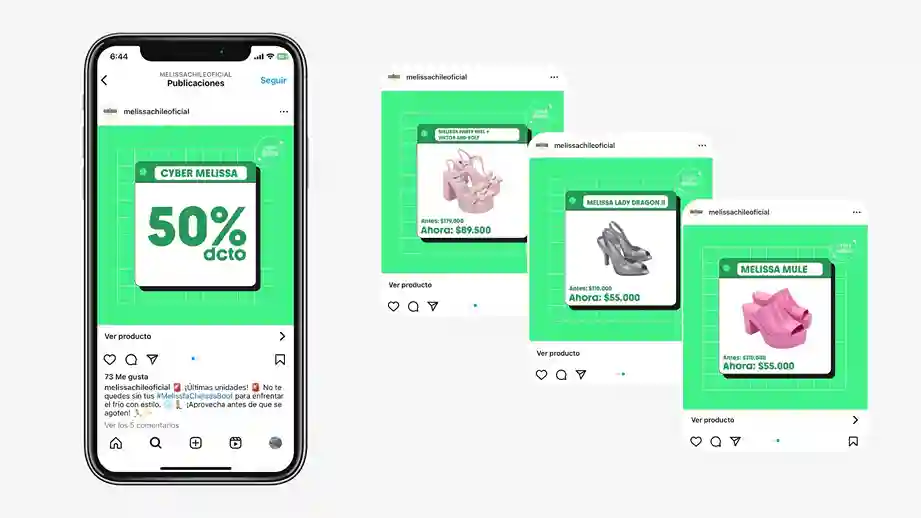 6:44
MELISSACHILEOFICIAL
Publicaciones
Seguir
melissachileoficial
CYBER MELISSA
50%
dcto
Ver producto
73 Me gusta
melissachileoficial 🚨 ¡Últimas unidades! 🚨 No te
quedes sin tus #MelissaChelseaBoot para enfrentar
el frío con estilo. ¡Aprovecha antes de que se
agoten!
Ver los 5 comentarios
melissachileoficial
MELISSA PARTY HEEL +
VIKTOR AND ROLF
Antes: $179.000
Ahora: $89.500
Ver producto
melissachileoficial
MELISSA LADY DRAGON II
Antes: $110.000
Ahora: $55.000
Ver producto
melissachileoficial
MELISSA MULE
Antes: $110.000
Ahora: $55.000
Ver producto